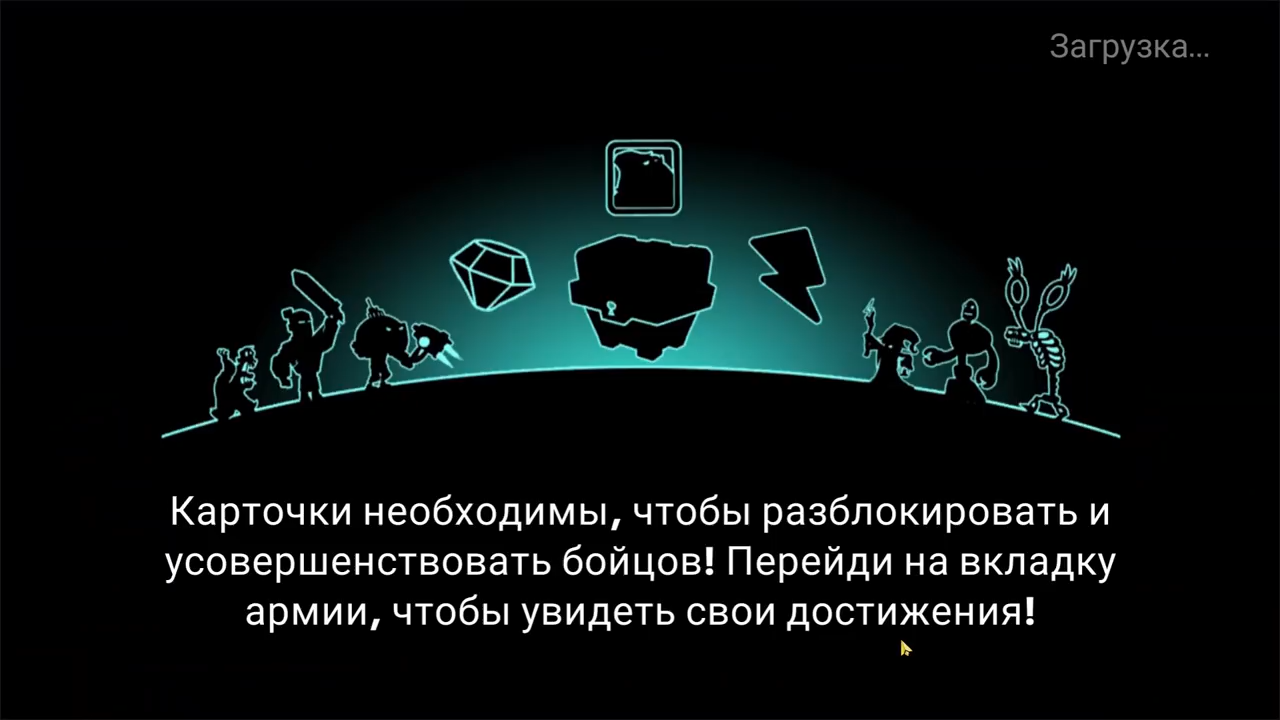 Загрузка...
Карточки необходимы, чтобы разблокировать и
усовершенствовать бойцов! Перейди на вкладку
армии, чтобы увидеть свои достижения!